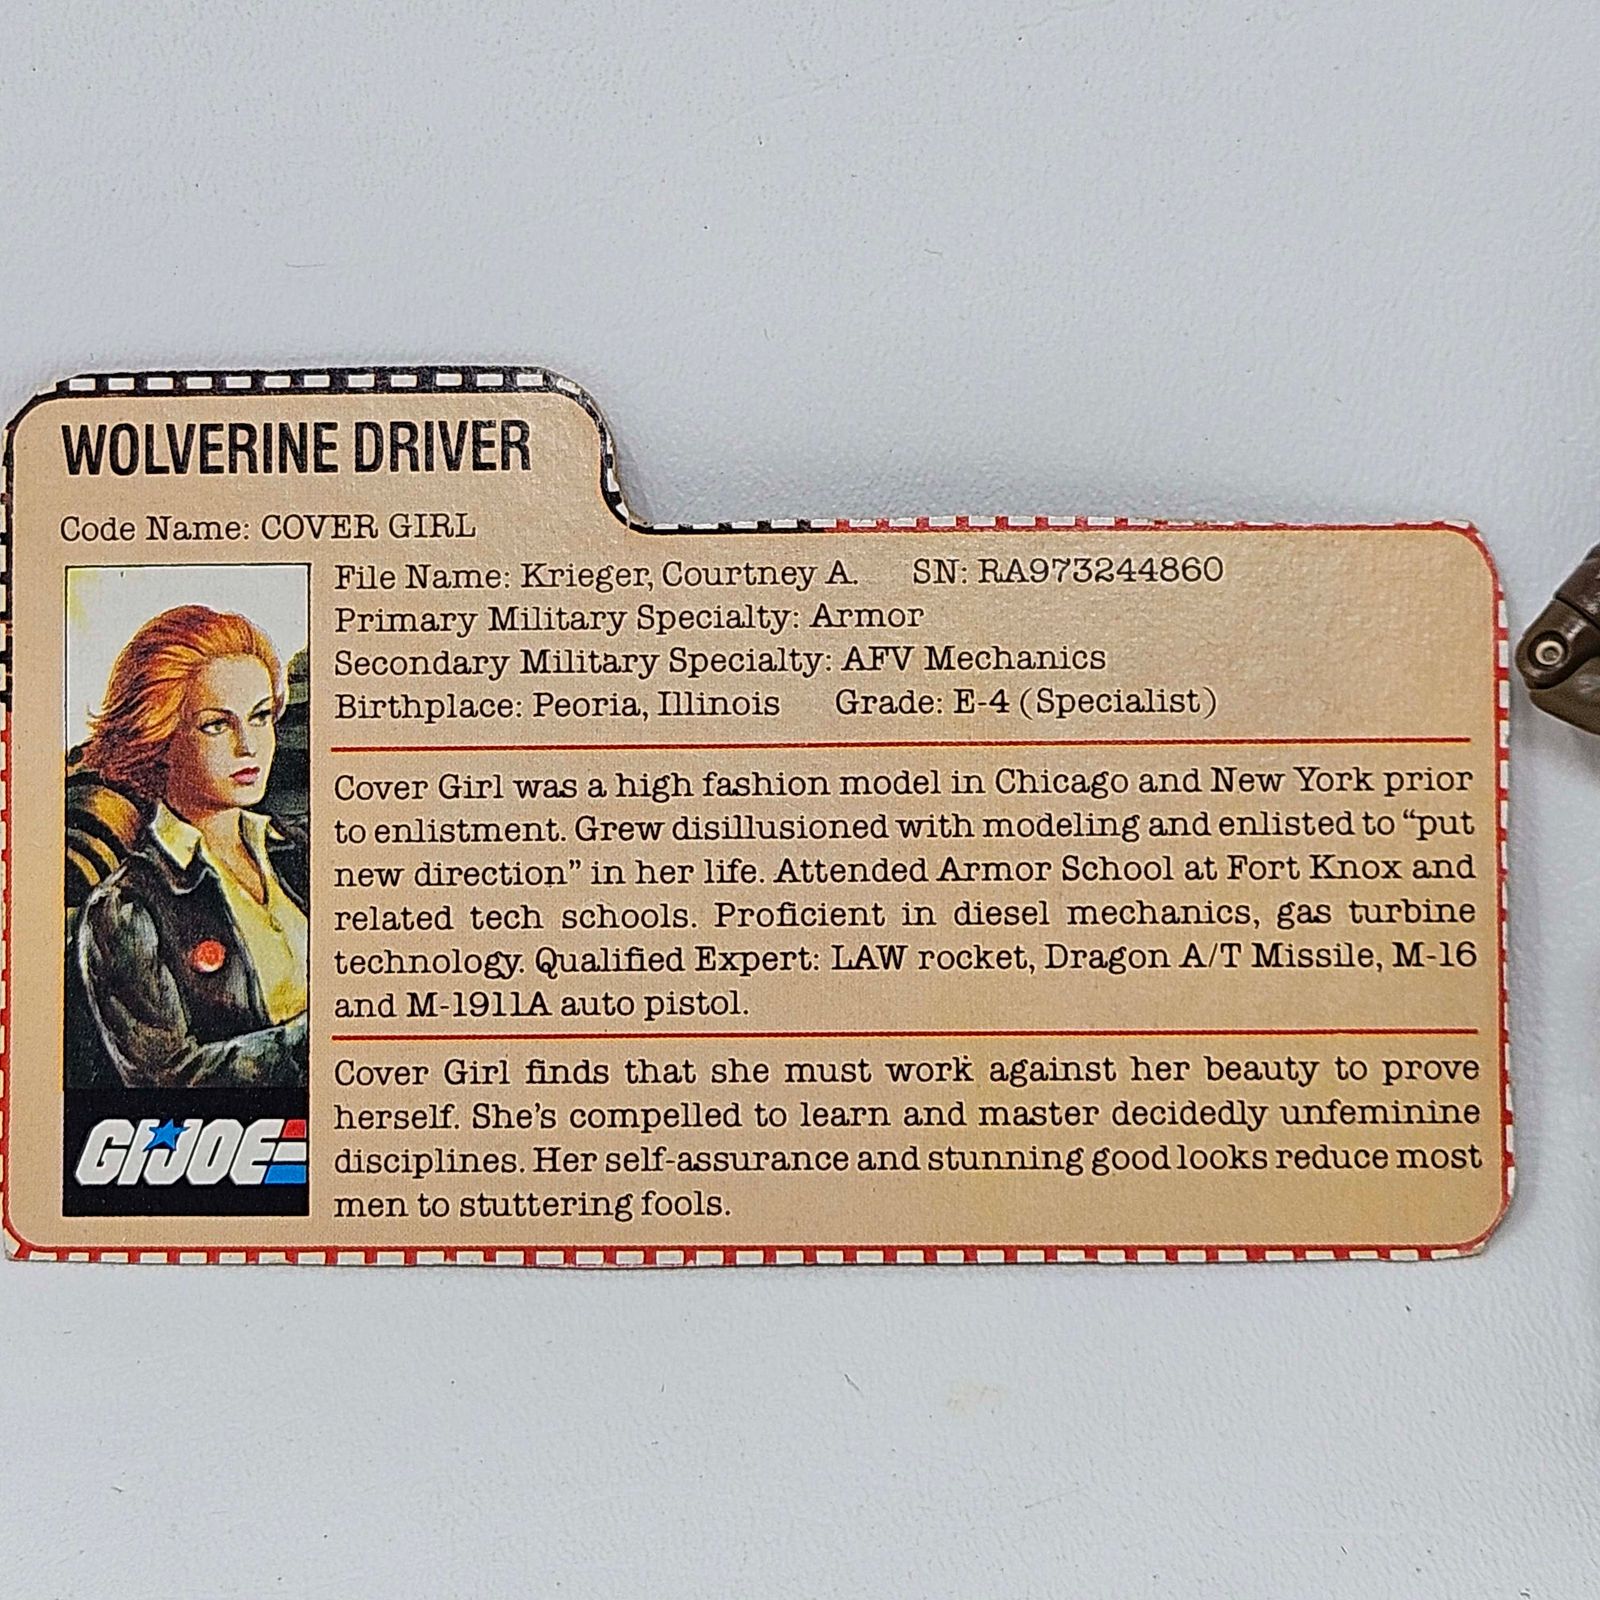 WOLVERINE DRIVER
Code Name: COVER GIRL
File Name: Krieger, Courtney A. SN: RA973244860
Primary Military Specialty: Armor
Secondary Military Specialty: AFV Mechanics
Birthplace: Peoria, Illinois Grade: E-4 (Specialist)
Cover Girl was a high fashion model in Chicago and New York prior
to enlistment. Grew disillusioned with modeling and enlisted to “put
new direction” in her life. Attended Armor School at Fort Knox and
related tech schools. Proficient in diesel mechanics, gas turbine
technology. Qualified Expert: LAW rocket, Dragon A/T Missile, M-16
and M-1911A auto pistol.
Cover Girl finds that she must work against her beauty to prove
herself. She's compelled to learn and master decidedly unfeminine
disciplines. Her self-assurance and stunning good looks reduce most
men to stuttering fools.
GI JOE